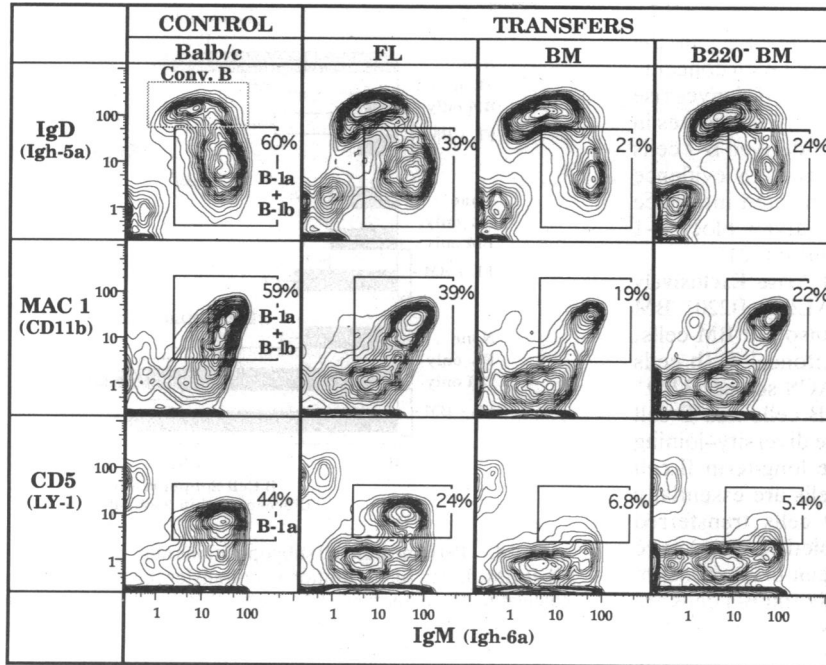 CONTROL TRANSFERS
Balb/c FL BM B220⁻ BM
Conv. B
IgD
(Igh-5a)
100
10
1
60%
B-1a
+
B-1b
39%
21%
24%
MAC 1
(CD11b)
100
10
1
59%
B-1a
+
B-1b
39%
19%
22%
CD5
(LY-1)
100
10
1
44%
B-1a
24%
6.8%
5.4%
1 10 100 1 10 100 1 10 100 1 10 100
IgM (Igh-6a)